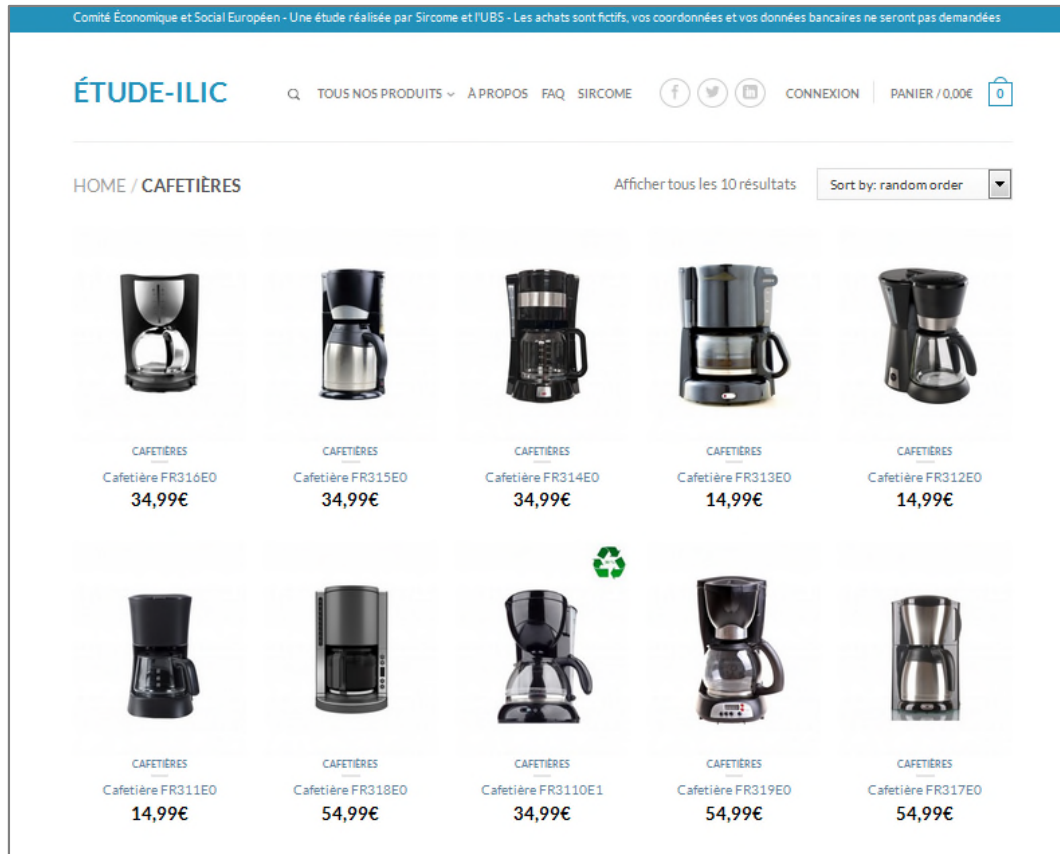 Comité Économique et Social Européen - Une étude réalisée par Sircome et l'UBS - Les achats sont fictifs, vos coordonnées et vos données bancaires ne seront pas demandées
ÉTUDE-ILIC TOUS NOS PRODUITS À PROPOS FAQ SIRCOME CONNEXION PANIER / 0,00€ 0
HOME / CAFETIÈRES Afficher tous les 10 résultats Sort by: random order
CAFETIÈRES CAFETIÈRES CAFETIÈRES CAFETIÈRES CAFETIÈRES
Cafetière FR316E0 Cafetière FR315E0 Cafetière FR314E0 Cafetière FR313E0 Cafetière FR312E0
34,99€ 34,99€ 34,99€ 14,99€ 14,99€
CAFETIÈRES CAFETIÈRES CAFETIÈRES CAFETIÈRES CAFETIÈRES
Cafetière FR311E0 Cafetière FR318E0 Cafetière FR3110E1 Cafetière FR319E0 Cafetière FR317E0
14,99€ 54,99€ 34,99€ 54,99€ 54,99€